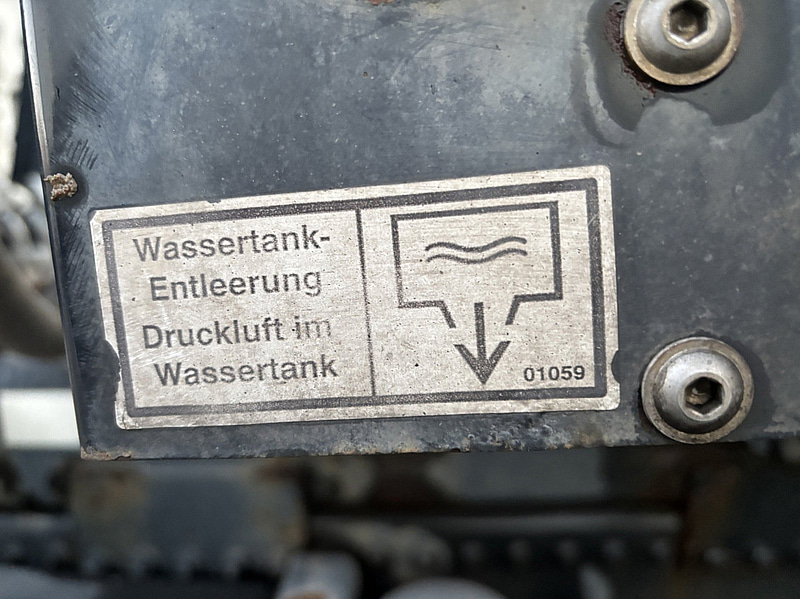 Wassertank-
Entleerung
Druckluft im
Wassertank
01059